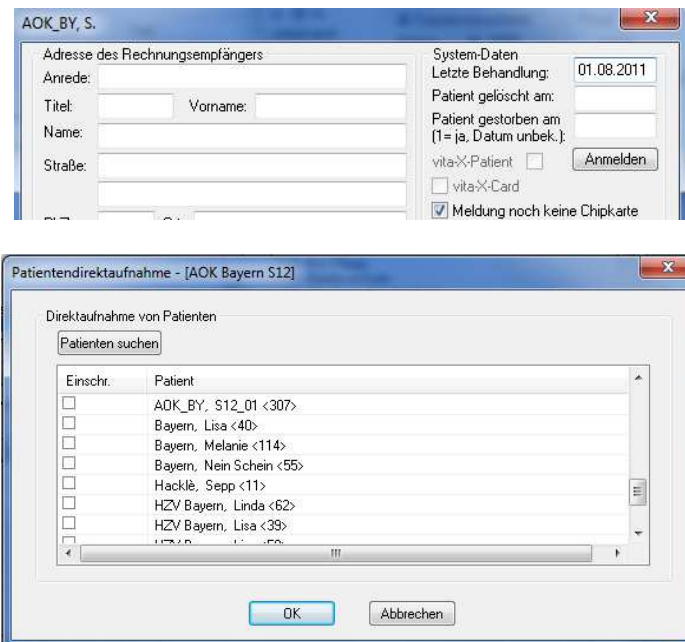 AOK_BY, S.
Adresse des Rechnungsempfängers
Anrede:
Titel: Vorname:
Name:
Straße:
System-Daten
Letzte Behandlung: 01.08.2011
Patient gelöscht am:
Patient gestorben am
(1= ja, Datum unbek.):
vita-X-Patient Anmelden
vita-X-Card
Meldung noch keine Chipkarte
Patientendirektaufnahme - [AOK Bayern S12]
Direktaufnahme von Patienten
Patienten suchen
Einschr. Patient
AOK_BY, S12_01 <307>
Bayern, Lisa <40>
Bayern, Melanie <114>
Bayern, Nein Schein <55>
Hacklè, Sepp <11>
HZV Bayern, Linda <62>
HZV Bayern, Lisa <39>
OK Abbrechen